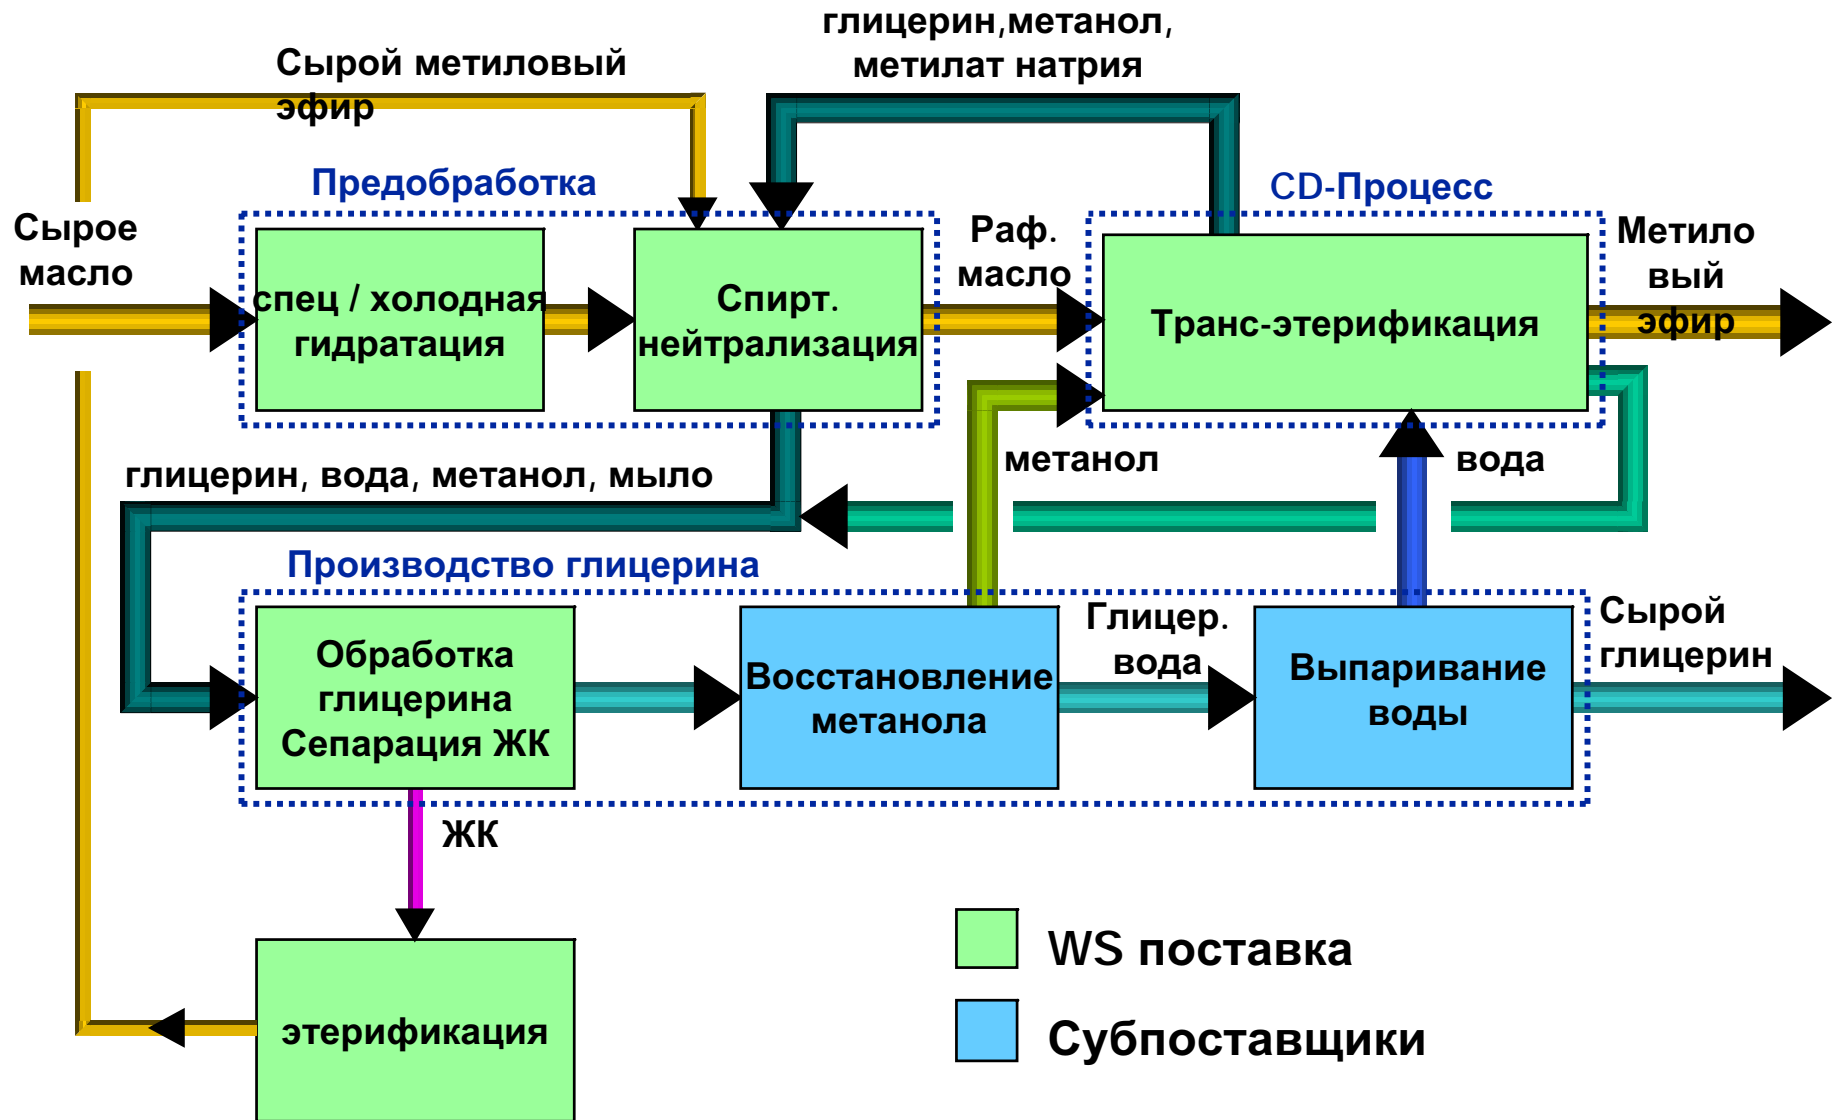 глицерин,метанол,
метилат натрия
Сырой метиловый
эфир
Предобработка
CD-Процесс
Сырое
масло
спец / холодная
гидратация
Спирт.
нейтрализация
Раф.
масло
Транс-этерификация
Метило
вый
эфир
глицерин, вода, метанол, мыло
метанол
вода
Производство глицерина
Обработка
глицерина
Сепарация ЖК
Восстановление
метанола
Глицер.
вода
Выпаривание
воды
Сырой
глицерин
ЖК
этерификация
WS поставка
Субпоставщики